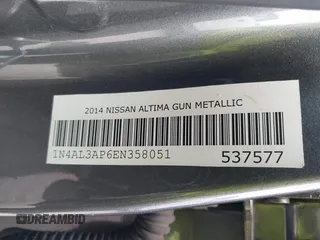 2014 NISSAN ALTIMA GUN METALLIC
1N4AL3AP6EN358051
537577
DREAMBID